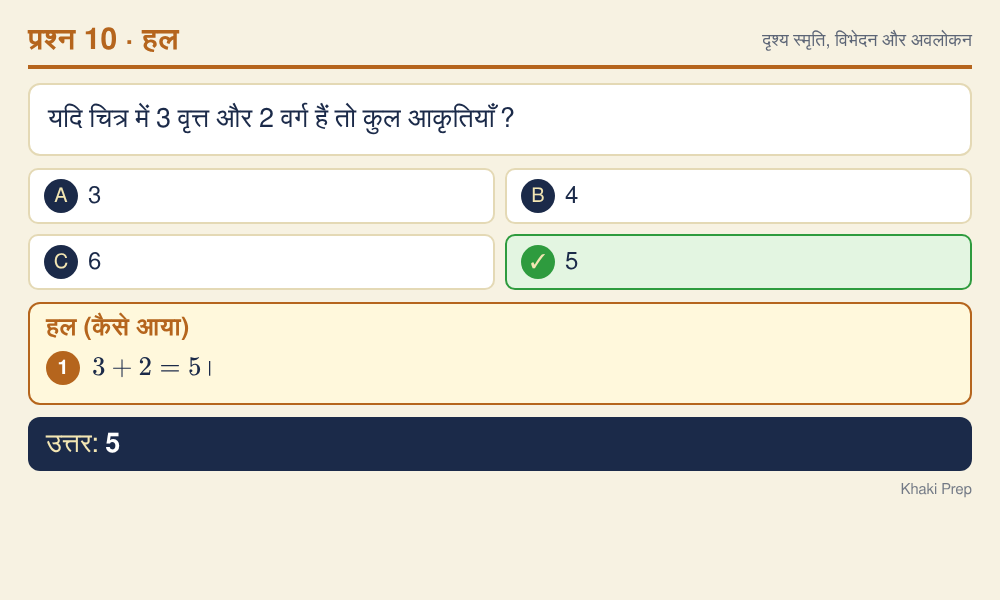 प्रश्न 10 · हल
दृश्य स्मृति, विभेदन और अवलोकन
यदि चित्र में 3 वृत्त और 2 वर्ग हैं तो कुल आकृतियाँ ?
A 3
B 4
C 6
✓ 5
हल (कैसे आया)
1 3 + 2 = 5।
उत्तर: 5
Khaki Prep